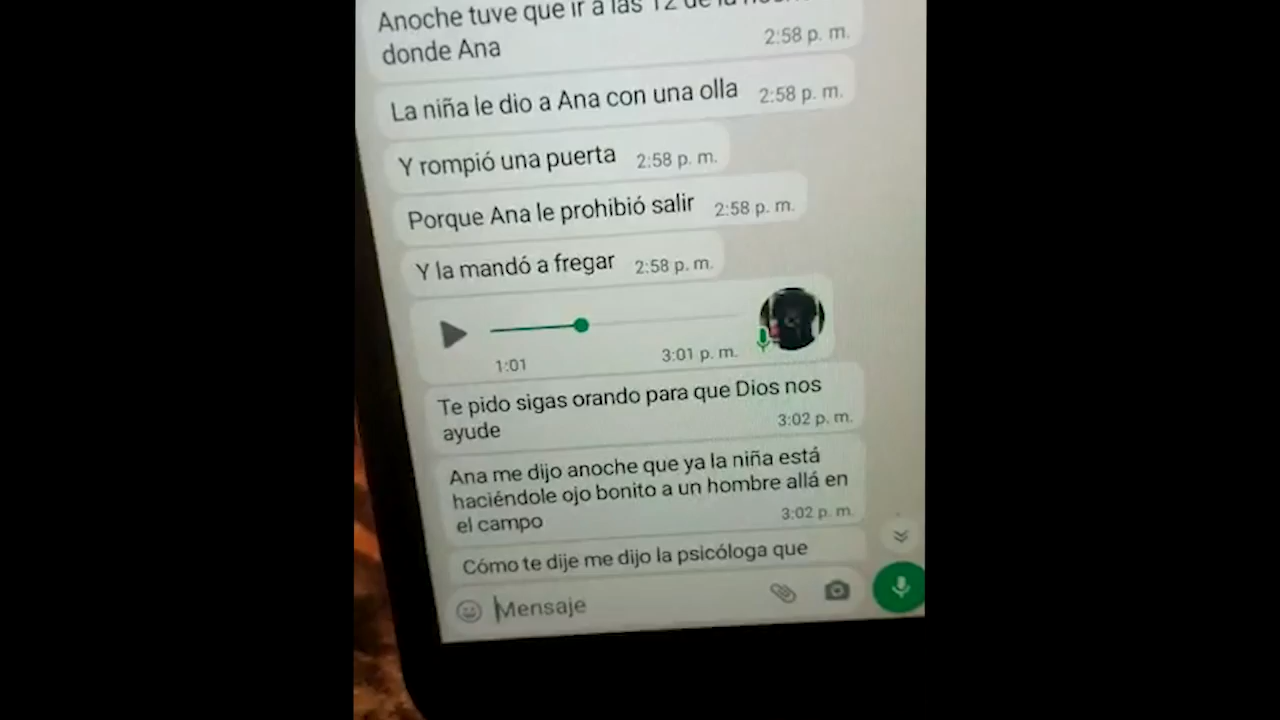 Anoche tuve que ir a las 12 de la
donde Ana
2:58 p. m.
La niña le dio a Ana con una olla 2:58 p. m.
Y rompió una puerta 2:58 p. m.
Porque Ana le prohibió salir 2:58 p. m.
Y la mandó a fregar 2:58 p. m.
1:01 3:01 p. m.
Te pido sigas orando para que Dios nos
ayude 3:02 p. m.
Ana me dijo anoche que ya la niña está
haciéndole ojo bonito a un hombre allá en
el campo 3:02 p. m.
Cómo te dije me dijo la psicóloga que
Mensaje